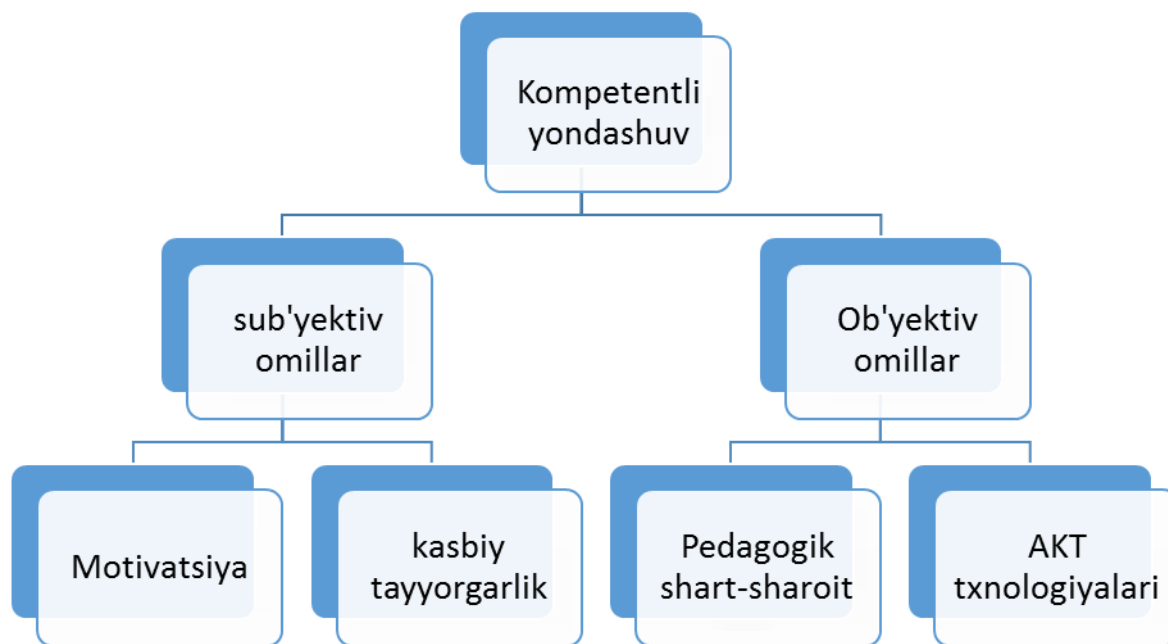 Kompetentli
yondashuv
sub'yektiv
omillar
Ob'yektiv
omillar
Motivatsiya
kasbiy
tayyorgarlik
Pedagogik
shart-sharoit
AKT
txnologiyalari